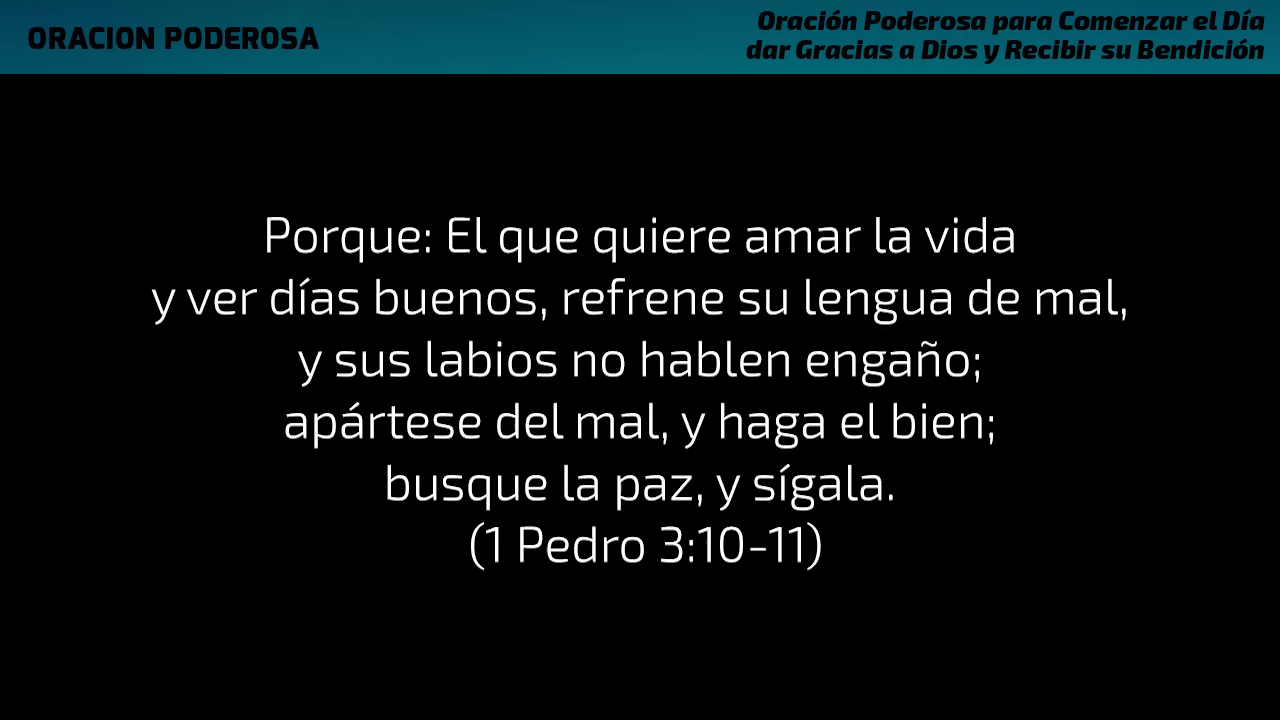 ORACION PODEROSA
Oración Poderosa para Comenzar el Día
dar Gracias a Dios y Recibir su Bendición
Porque: El que quiere amar la vida
y ver días buenos, refrene su lengua de mal,
y sus labios no hablen engaño;
apártese del mal, y haga el bien;
busque la paz, y sígala.
(1 Pedro 3:10-11)